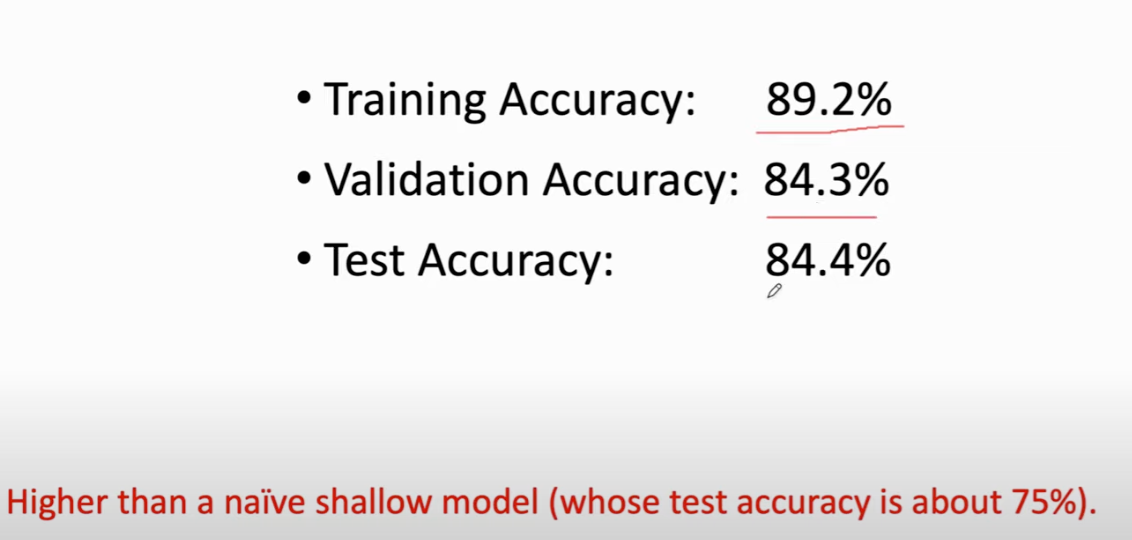 • Training Accuracy: 89.2%
• Validation Accuracy: 84.3%
• Test Accuracy: 84.4%
Higher than a naïve shallow model (whose test accuracy is about 75%).